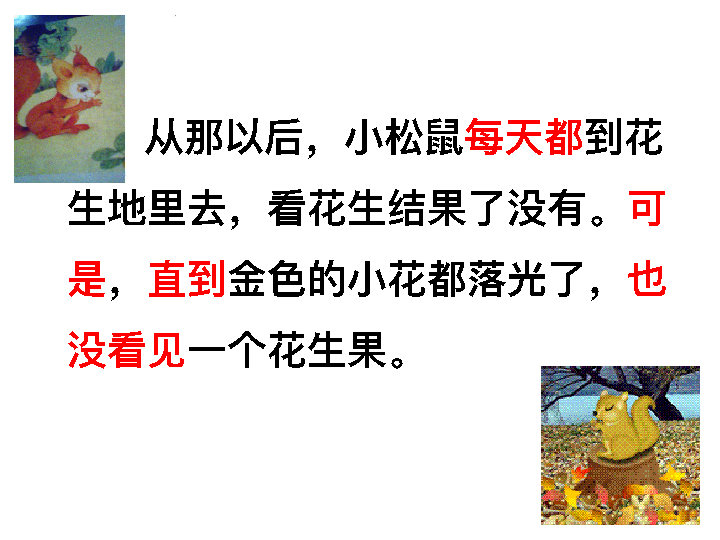 从那以后，小松鼠每天都到花
生地里去，看花生结果了没有。可
是，直到金色的小花都落光了，也
没看见一个花生果。